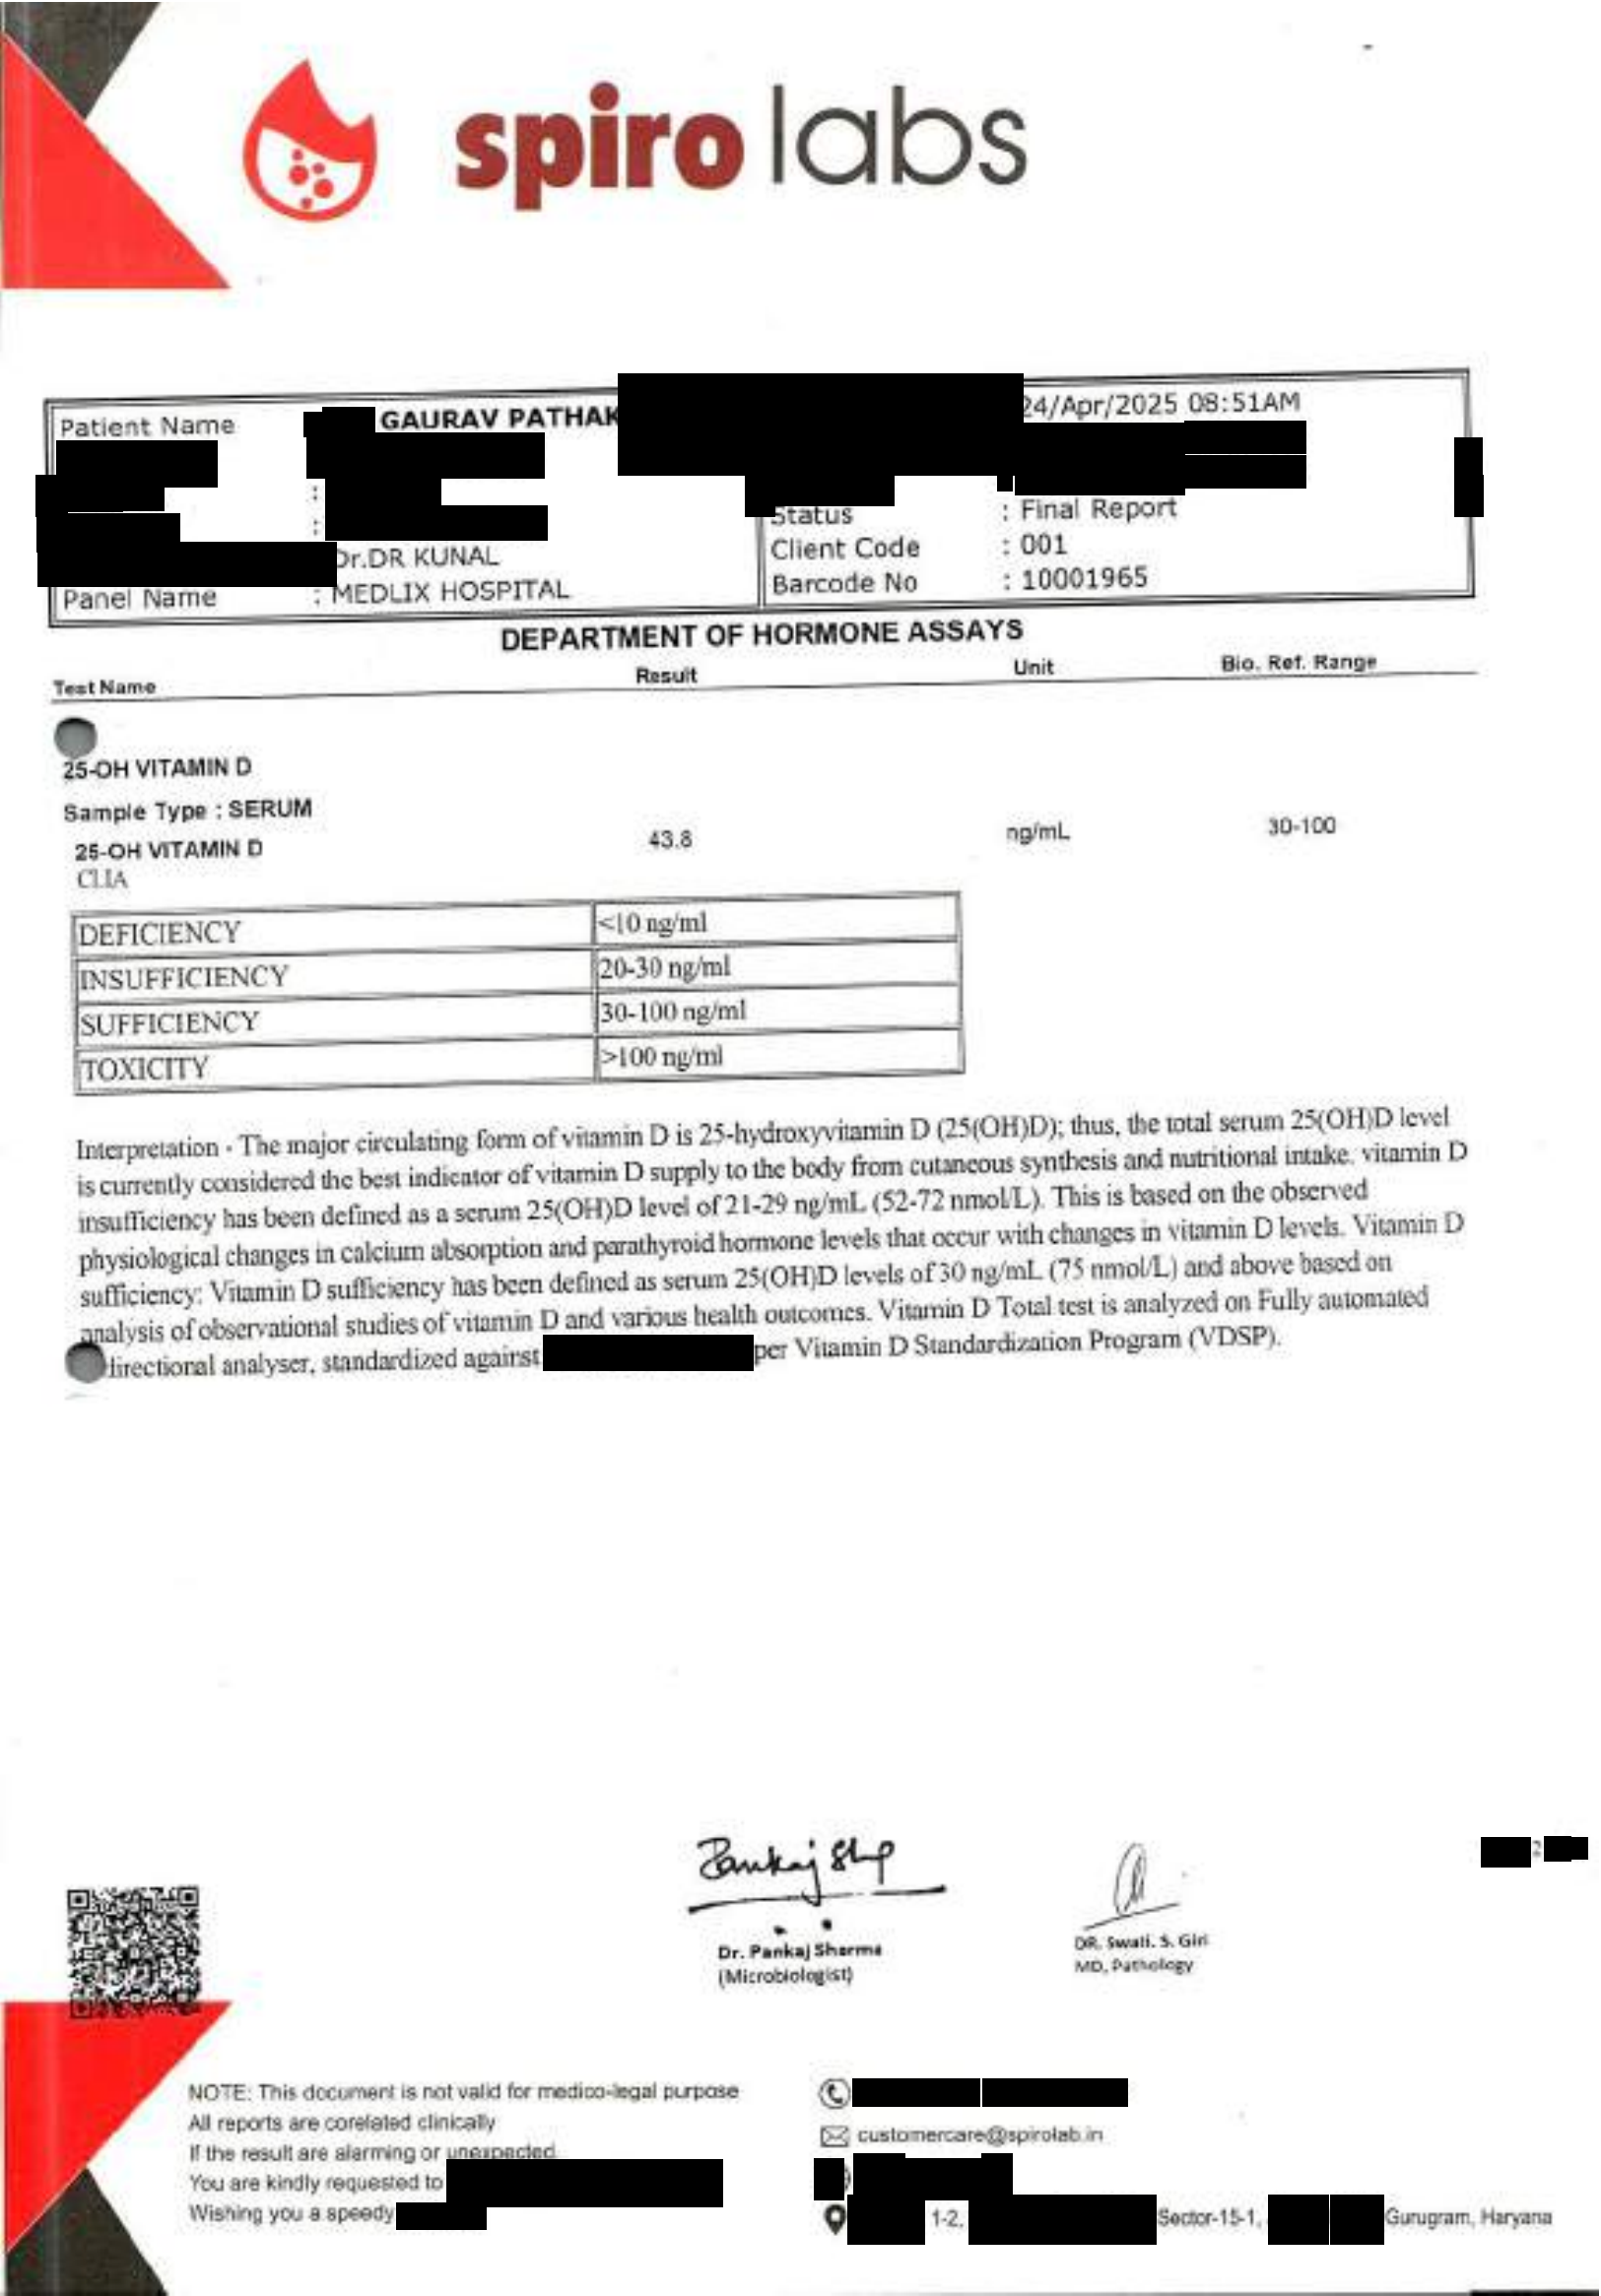 spiro labs
Patient Name GAURAV PATHAK 24/Apr/2025 08:51AM
:
: Status : Final Report
Dr.DR KUNAL Client Code : 001
Panel Name : MEDLIX HOSPITAL Barcode No : 10001965
DEPARTMENT OF HORMONE ASSAYS
Test Name Result Unit Bio. Ref. Range
25-OH VITAMIN D
Sample Type : SERUM
25-OH VITAMIN D 43.8 ng/mL 30-100
CLIA
DEFICIENCY <10 ng/ml
INSUFFICIENCY 20-30 ng/ml
SUFFICIENCY 30-100 ng/ml
TOXICITY >100 ng/ml
Interpretation - The major circulating form of vitamin D is 25-hydroxyvitamin D (25(OH)D); thus, the total serum 25(OH)D level
is currently considered the best indicator of vitamin D supply to the body from cutaneous synthesis and nutritional intake. vitamin D
insufficiency has been defined as a serum 25(OH)D level of 21-29 ng/mL (52-72 nmol/L). This is based on the observed
physiological changes in calcium absorption and parathyroid hormone levels that occur with changes in vitamin D levels. Vitamin D
sufficiency: Vitamin D sufficiency has been defined as serum 25(OH)D levels of 30 ng/mL (75 nmol/L) and above based on
analysis of observational studies of vitamin D and various health outcomes. Vitamin D Total test is analyzed on Fully automated
directional analyser, standardized against per Vitamin D Standardization Program (VDSP).
Pankaj
Dr. Pankaj Sharma
(Microbiologist)
DR. Swati. S. Giri
MD, Pathology
NOTE: This document is not valid for medico-legal purpose
All reports are corelated clinically
If the result are alarming or unexpected
You are kindly requested to
Wishing you a speedy
customercare@spirolab.in
1-2, Sector-15-1, Gurugram, Haryana